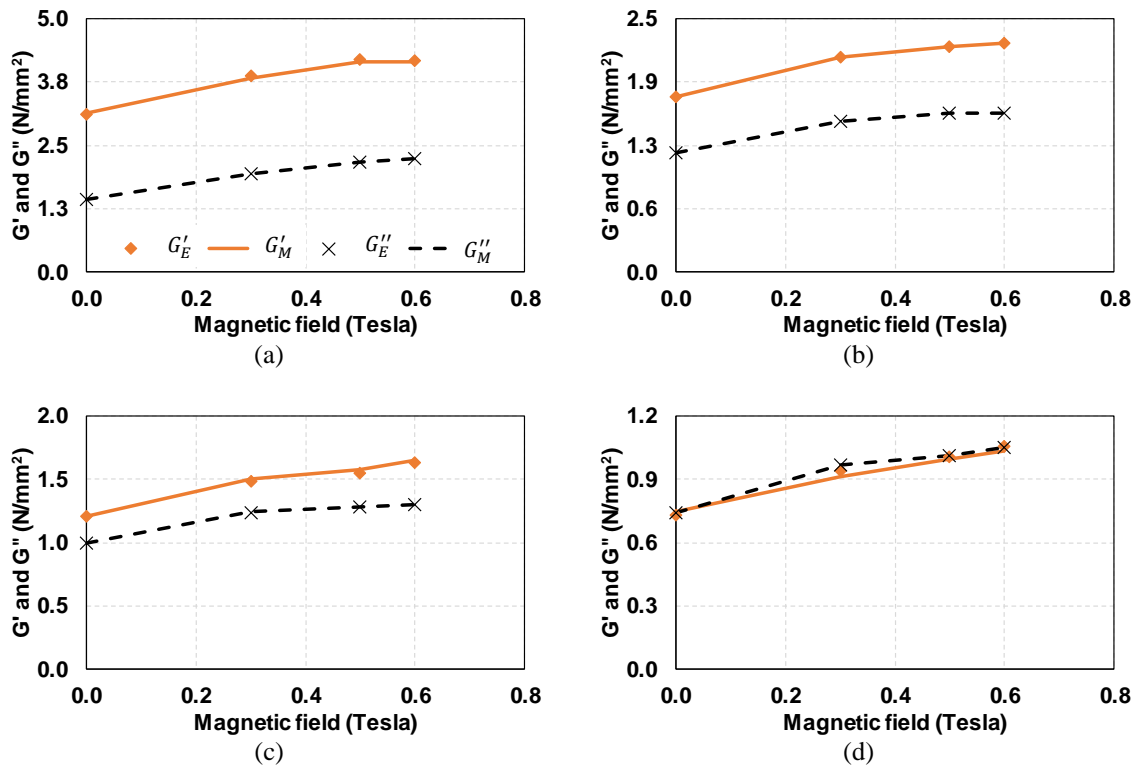 5.0
3.8
2.5
1.3
0.0
G' and G" (N/mm²)
G'_E G'_M G''_E G''_M
0.0 0.2 0.4 0.6 0.8
Magnetic field (Tesla)
(a)
2.5
1.9
1.3
0.6
0.0
G' and G" (N/mm²)
0.0 0.2 0.4 0.6 0.8
Magnetic field (Tesla)
(b)
2.0
1.5
1.0
0.5
0.0
G' and G" (N/mm²)
0.0 0.2 0.4 0.6 0.8
Magnetic field (Tesla)
(c)
1.2
0.9
0.6
0.3
0.0
G' and G" (N/mm²)
0.0 0.2 0.4 0.6 0.8
Magnetic field (Tesla)
(d)